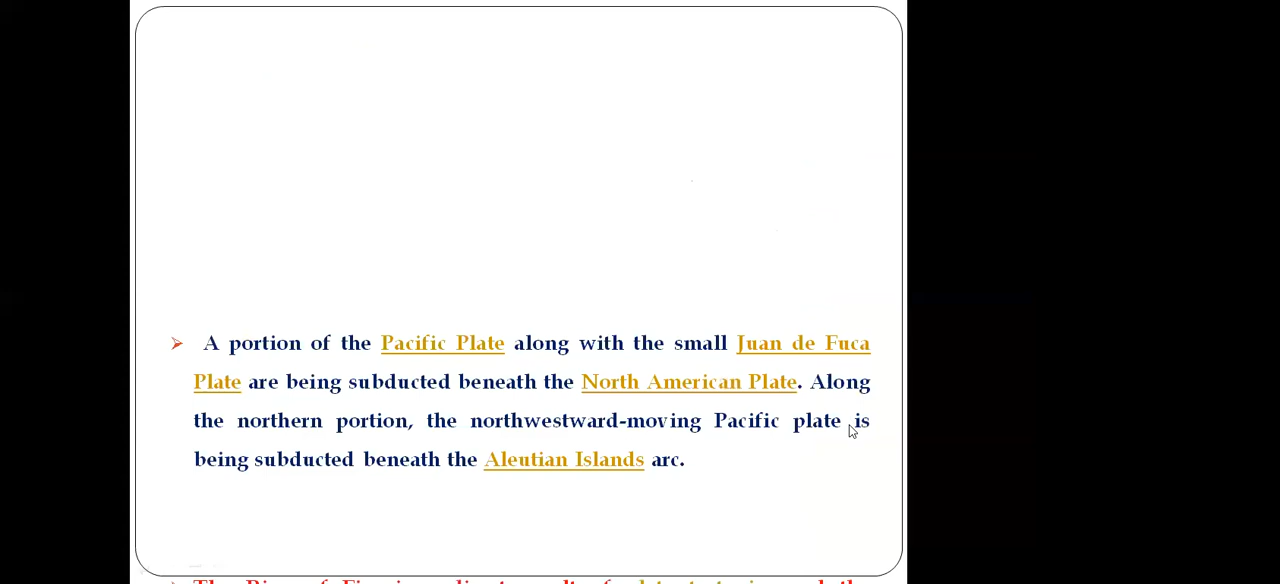 A portion of the Pacific Plate along with the small Juan de Fuca
Plate are being subducted beneath the North American Plate. Along
the northern portion, the northwestward-moving Pacific plate is
being subducted beneath the Aleutian Islands arc.